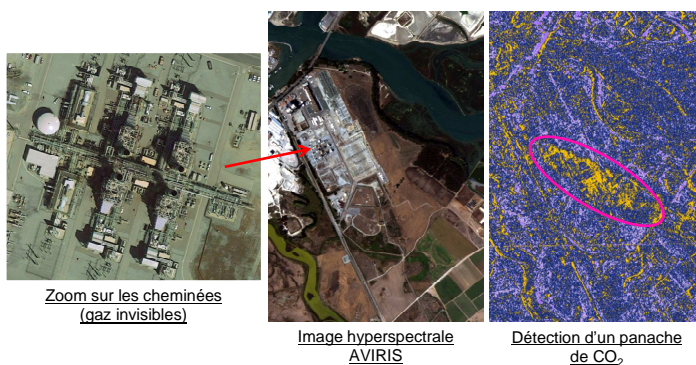 Zoom sur les cheminées
(gaz invisibles)
Image hyperspectrale
AVIRIS
Détection d'un panache
de CO₂